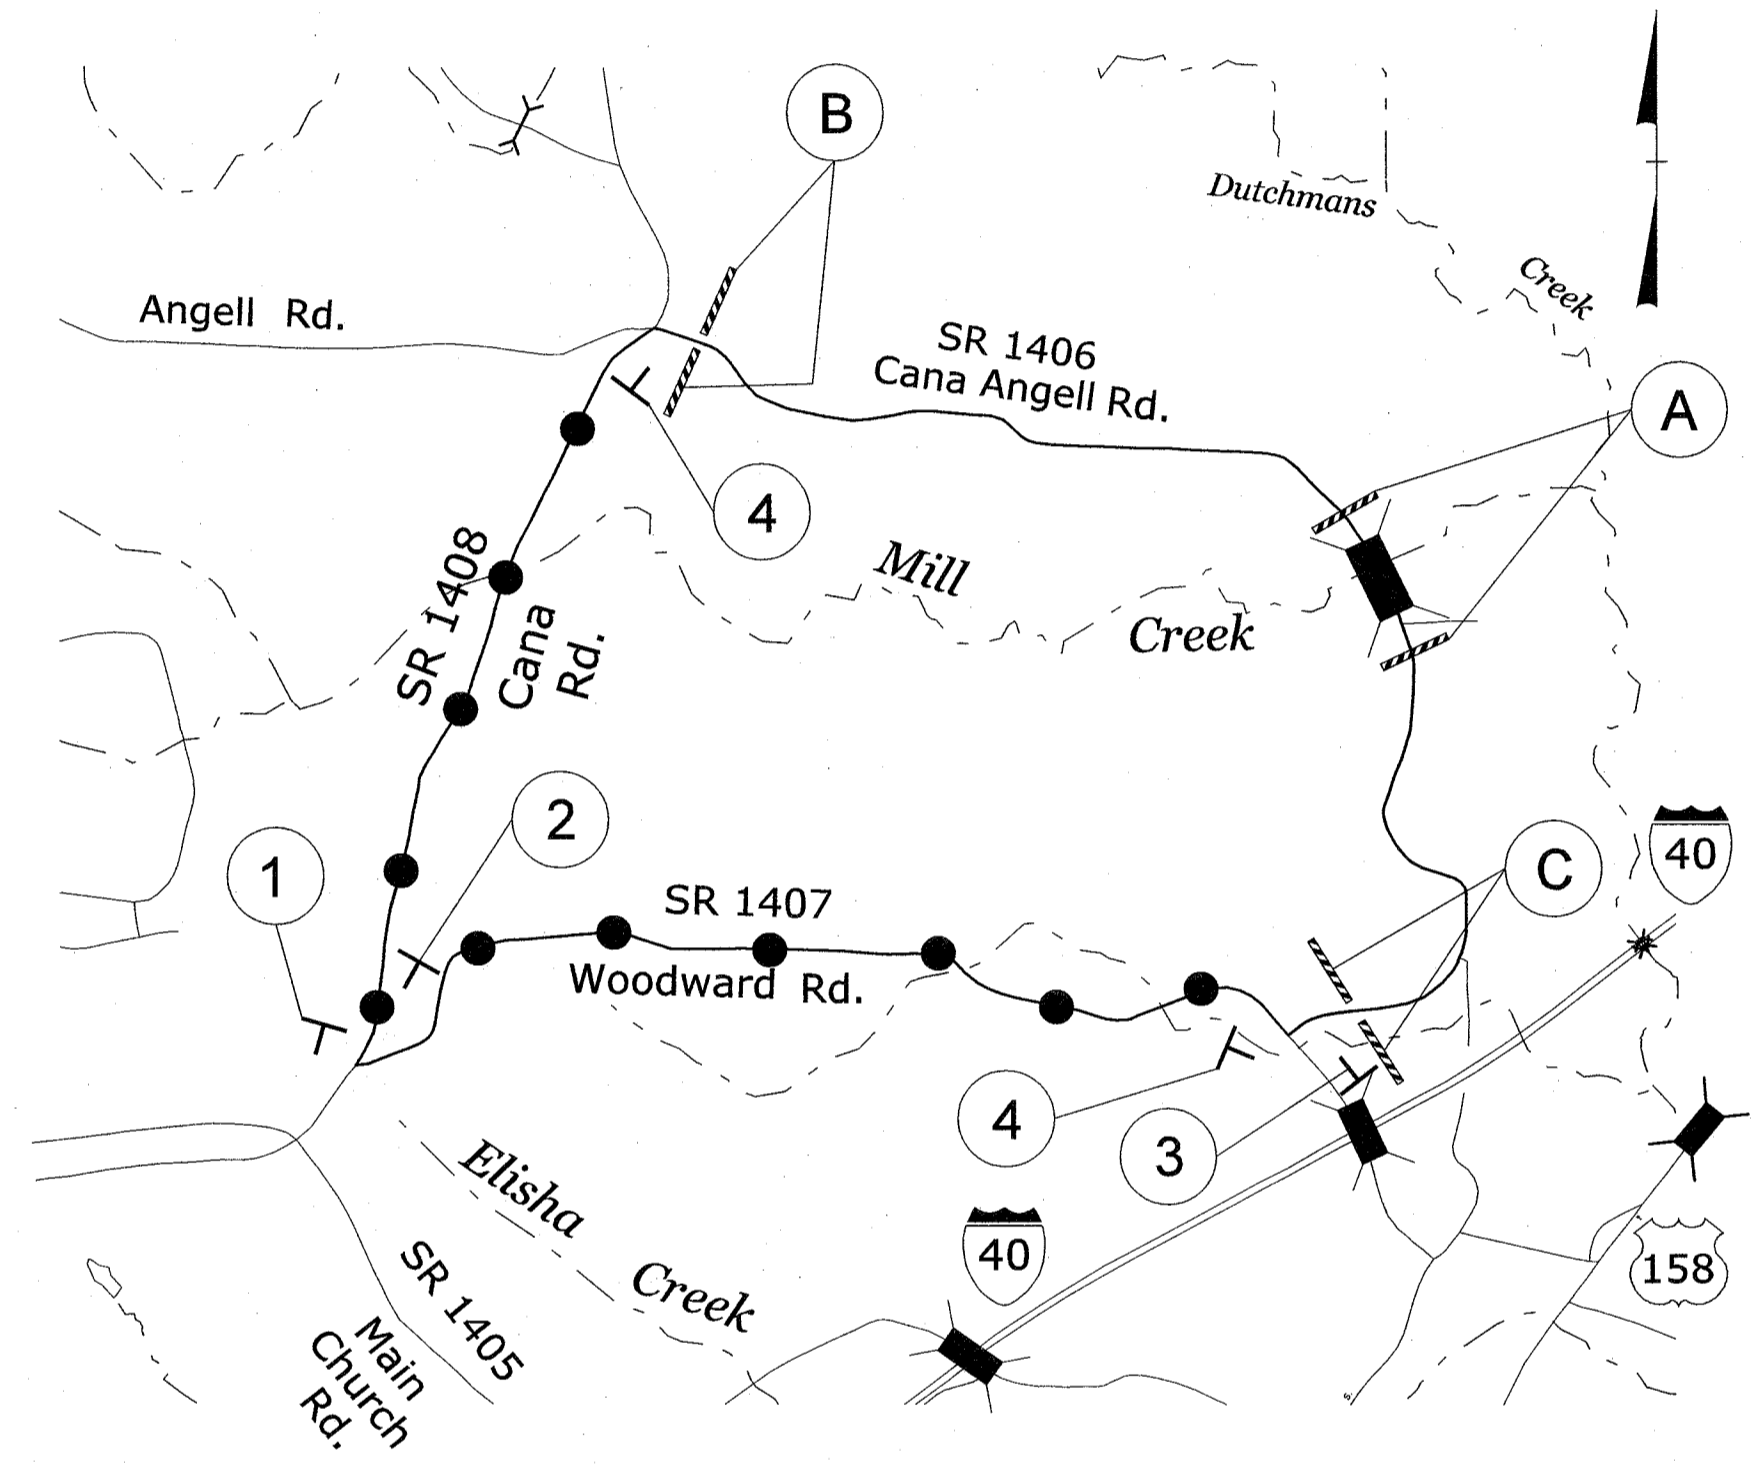 B
Dutchmans
Creek
Angell Rd.
SR 1406
Cana Angell Rd.
A
4
SR 1408
Cana
Rd.
Mill
Creek
2
1
40
C
SR 1407
Woodward Rd.
4
3
Elisha
Creek
40
158
SR 1405
Main
Church
Rd.